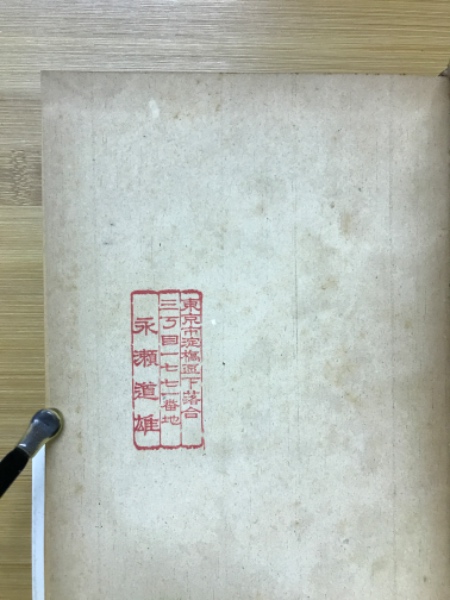 東京市淀橋區下落合
三丁目一七七一番地
永瀬道雄